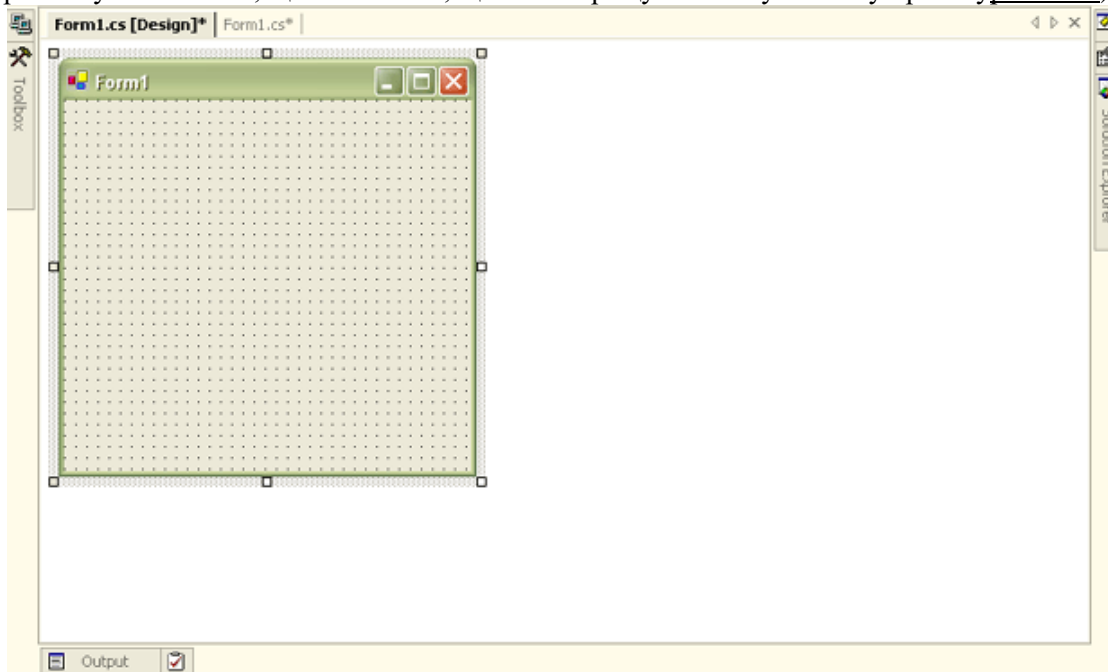 Form1.cs [Design]* Form1.cs*
Form1
Toolbox
Solution Explorer
Output